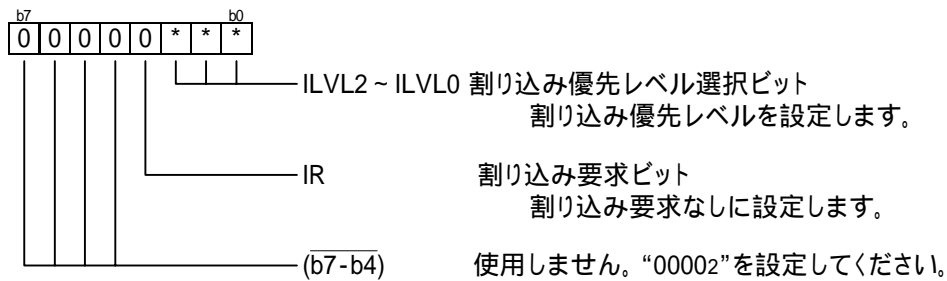 b7 b0
0 0 0 0 0 * * *
ILVL2 ~ ILVL0 割り込み優先レベル選択ビット
割り込み優先レベルを設定します。
IR 割り込み要求ビット
割り込み要求なしに設定します。
(b7-b4) 使用しません。“00002”を設定してください。